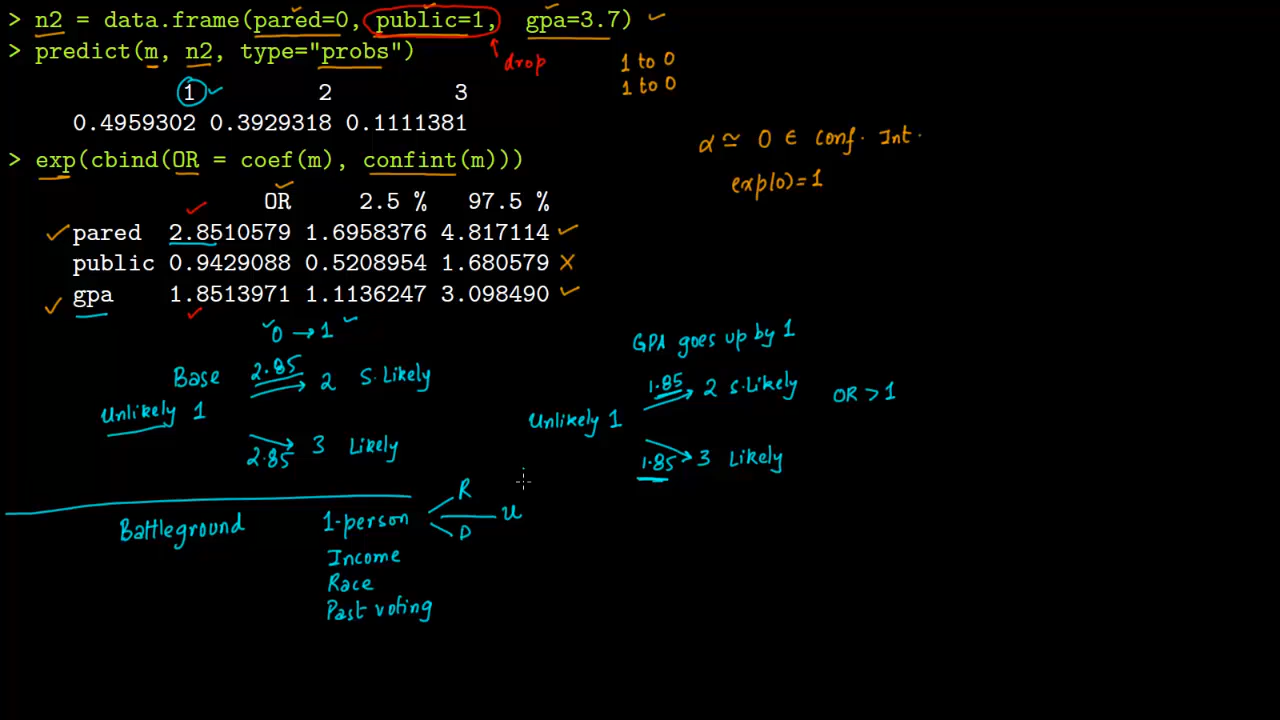 > n2 = data.frame(pared=0, public=1, gpa=3.7)
> predict(m, n2, type="probs")
drop
1 to 0
1 to 0
1 2 3
0.4959302 0.3929318 0.1111381
α ≃ 0 ∈ Conf. Int.
exp(0)=1
> exp(cbind(OR = coef(m), confint(m)))
OR 2.5 % 97.5 %
pared 2.8510579 1.6958376 4.817114
public 0.9429088 0.5208954 1.680579
gpa 1.8513971 1.1136247 3.098490
0 → 1
Base 2.85 2 S. Likely
Unlikely 1
2.85 3 Likely
GPA goes up by 1
1.85 2 S. Likely
OR > 1
Unlikely 1
1.85 3 Likely
Battleground 1-person R
U
D
Income
Race
Past voting